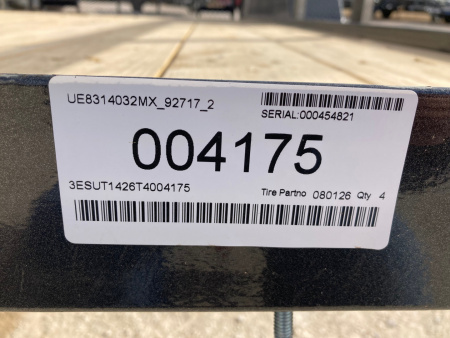 UE8314032MX_92717_2
SERIAL:000454821
004175
3ESUT1426T4004175
Tire Partno 080126 Qty 4